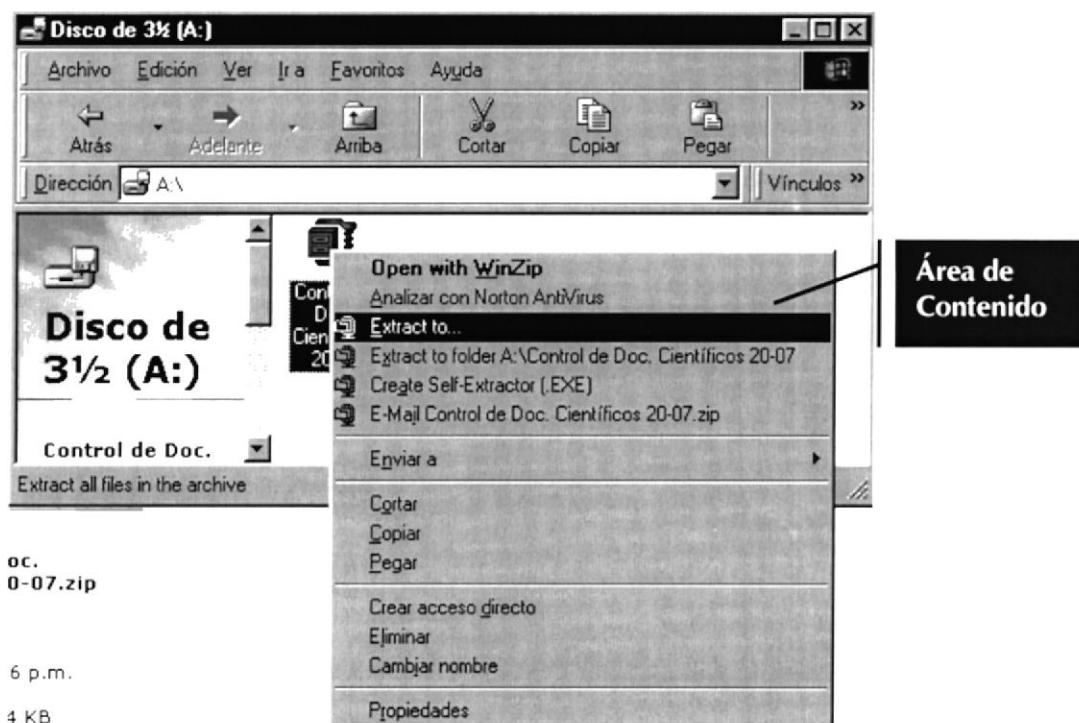 Disco de 3½ (A:)
Archivo Edición Ver Ir a Favoritos Ayuda
Atrás Adelante Arriba Cortar Copiar Pegar »
Dirección A:\ Vínculos »
Disco de
3½ (A:)
Control de Doc.
Extract all files in the archive
Open with WinZip
Analizar con Norton AntiVirus
Extract to...
Extract to folder A:\Control de Doc. Científicos 20-07
Create Self-Extractor (.EXE)
E-Mail Control de Doc. Científicos 20-07.zip
Enviar a
Cortar
Copiar
Pegar
Crear acceso directo
Eliminar
Cambiar nombre
Propiedades
Área de
Contenido
oc.
0-07.zip
6 p.m.
4 KB